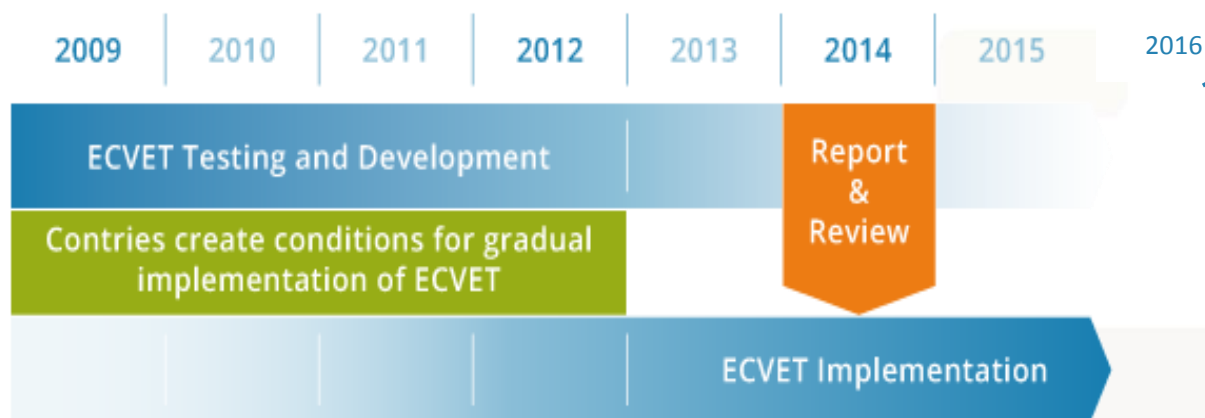 2009 2010 2011 2012 2013 2014 2015 2016
ECVET Testing and Development
Report
&
Review
Contries create conditions for gradual
implementation of ECVET
ECVET Implementation